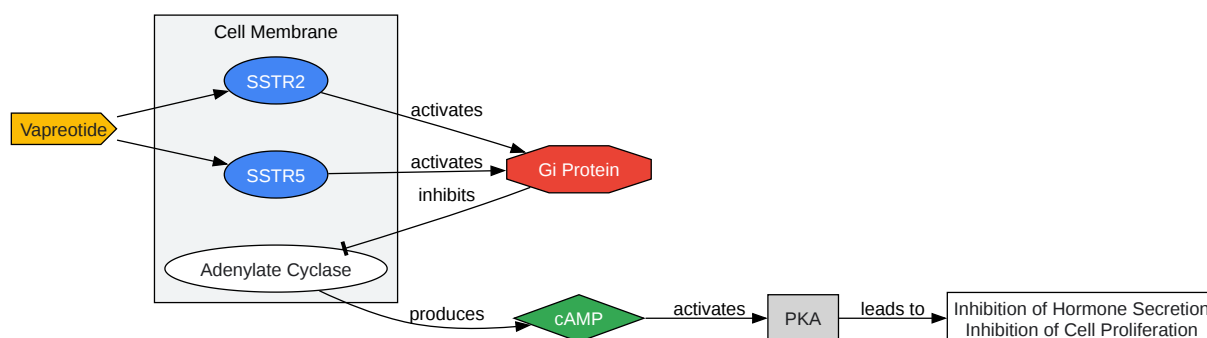 Cell Membrane
SSTR2
activates
Vapreotide
SSTR5
activates
Gi Protein
inhibits
Adenylate Cyclase
produces
cAMP
activates
PKA
leads to
Inhibition of Hormone Secretion
Inhibition of Cell Proliferation